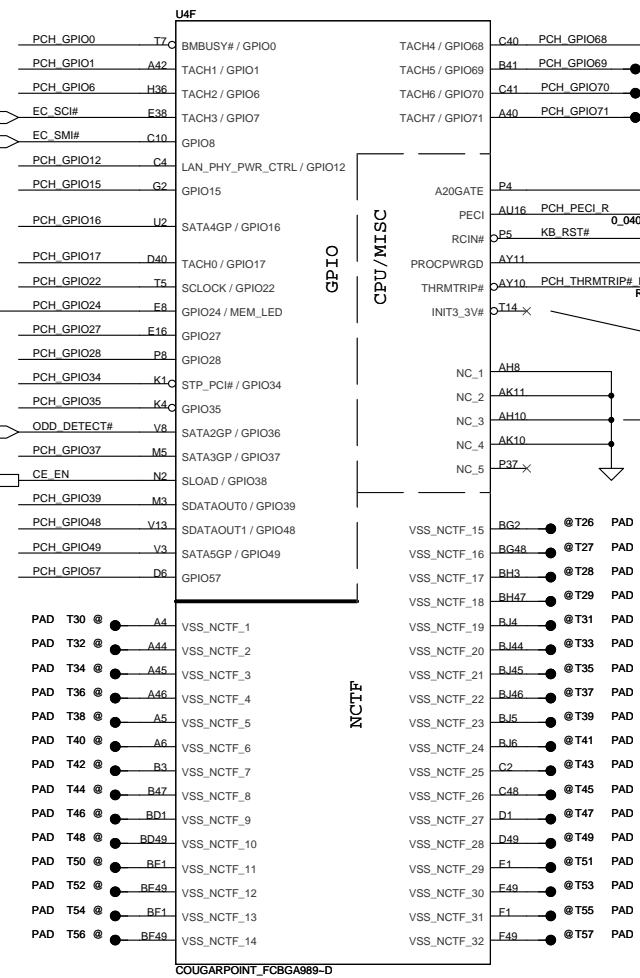 U4F
PCH_GPIO0 T7 BMBUSY# / GPIO0 TACH4 / GPIO68 C40 PCH_GPIO68
PCH_GPIO1 A42 TACH1 / GPIO1 TACH5 / GPIO69 B41 PCH_GPIO69
PCH_GPIO6 H36 TACH2 / GPIO6 TACH6 / GPIO70 C41 PCH_GPIO70
EC_SCI# E38 TACH3 / GPIO7 TACH7 / GPIO71 A40 PCH_GPIO71
EC_SMI# C10 GPIO8
PCH_GPIO12 C4 LAN_PHY_PWR_CTRL / GPIO12
PCH_GPIO15 G2 GPIO15 A20GATE P4
PCH_GPIO16 U2 SATA4GP / GPIO16 PECI AU16 PCH_PECI_R
0_040
RCIN# P5 KB_RST#
GPIO
CPU/MISC
PCH_GPIO17 D40 TACH0 / GPIO17 PROCPWRGD AY11
PCH_GPIO22 T5 SCLOCK / GPIO22 THRMTRIP# AY10 PCH_THRMTRIP#
PCH_GPIO24 E8 GPIO24 / MEM_LED INIT3_3V# T14
PCH_GPIO27 E16 GPIO27
PCH_GPIO28 P8 GPIO28
PCH_GPIO34 K1 STP_PCI# / GPIO34 NC_1 AH8
PCH_GPIO35 K4 GPIO35 NC_2 AK11
ODD_DETECT# V8 SATA2GP / GPIO36 NC_3 AH10
PCH_GPIO37 M5 SATA3GP / GPIO37 NC_4 AK10
CE_EN N2 SLOAD / GPIO38 NC_5 P37
PCH_GPIO39 M3 SDATAOUT0 / GPIO39
PCH_GPIO48 V13 SDATAOUT1 / GPIO48 VSS_NCTF_15 BG2 @ T26 PAD
PCH_GPIO49 V3 SATA5GP / GPIO49 VSS_NCTF_16 BG48 @ T27 PAD
PCH_GPIO57 D6 GPIO57 VSS_NCTF_17 BH3 @ T28 PAD
VSS_NCTF_18 BH47 @ T29 PAD
PAD T30 @ A4 VSS_NCTF_1 VSS_NCTF_19 BJ4 @ T31 PAD
PAD T32 @ A44 VSS_NCTF_2 VSS_NCTF_20 BJ44 @ T33 PAD
PAD T34 @ A45 VSS_NCTF_3 VSS_NCTF_21 BJ45 @ T35 PAD
PAD T36 @ A46 VSS_NCTF_4 VSS_NCTF_22 BJ46 @ T37 PAD
NCTF
PAD T38 @ A5 VSS_NCTF_5 VSS_NCTF_23 BJ5 @ T39 PAD
PAD T40 @ A6 VSS_NCTF_6 VSS_NCTF_24 BJ6 @ T41 PAD
PAD T42 @ B3 VSS_NCTF_7 VSS_NCTF_25 C2 @ T43 PAD
PAD T44 @ B47 VSS_NCTF_8 VSS_NCTF_26 C48 @ T45 PAD
PAD T46 @ BD1 VSS_NCTF_9 VSS_NCTF_27 D1 @ T47 PAD
PAD T48 @ BD49 VSS_NCTF_10 VSS_NCTF_28 D49 @ T49 PAD
PAD T50 @ BE1 VSS_NCTF_11 VSS_NCTF_29 E1 @ T51 PAD
PAD T52 @ BE49 VSS_NCTF_12 VSS_NCTF_30 E49 @ T53 PAD
PAD T54 @ BF1 VSS_NCTF_13 VSS_NCTF_31 F1 @ T55 PAD
PAD T56 @ BF49 VSS_NCTF_14 VSS_NCTF_32 F49 @ T57 PAD
COUGARPOINT_FCBGA989~D